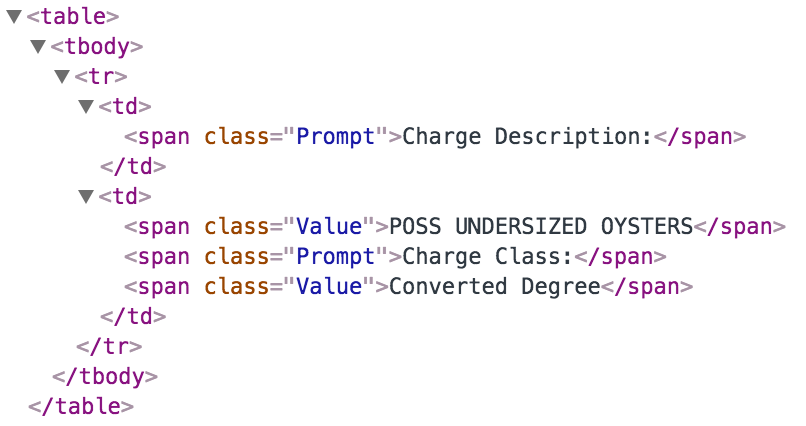 <table>
<tbody>
<tr>
<td>
<span class="Prompt">Charge Description:</span>
</td>
<td>
<span class="Value">POSS UNDERSIZED OYSTERS</span>
<span class="Prompt">Charge Class:</span>
<span class="Value">Converted Degree</span>
</td>
</tr>
</tbody>
</table>